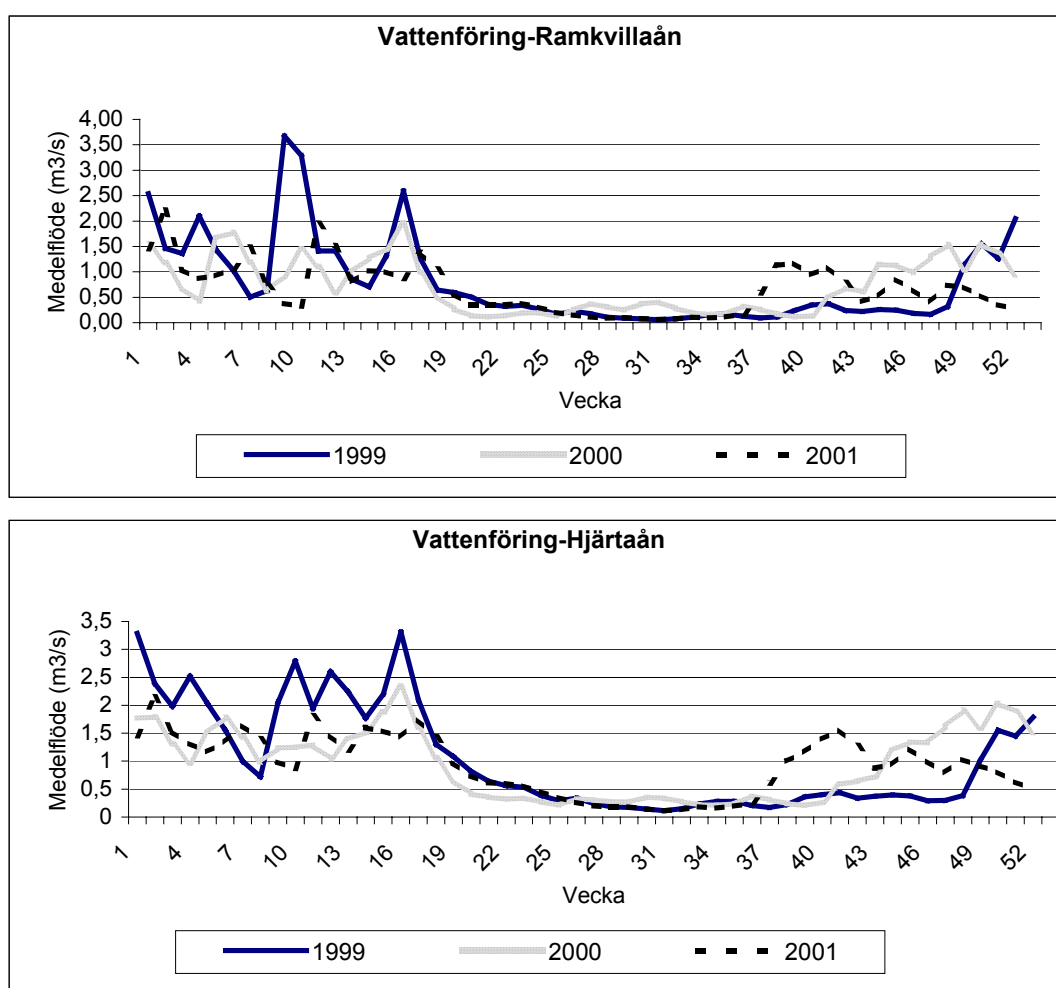 Vattenföring-Ramkvillaån
Medelflöde (m3/s)
4,00
3,50
3,00
2,50
2,00
1,50
1,00
0,50
0,00
1 4 7 10 13 16 19 22 25 28 31 34 37 40 43 46 49 52
Vecka
1999 2000 2001
Vattenföring-Hjärtaån
Medelflöde (m3/s)
3,5
3
2,5
2
1,5
1
0,5
0
1 4 7 10 13 16 19 22 25 28 31 34 37 40 43 46 49 52
Vecka
1999 2000 2001